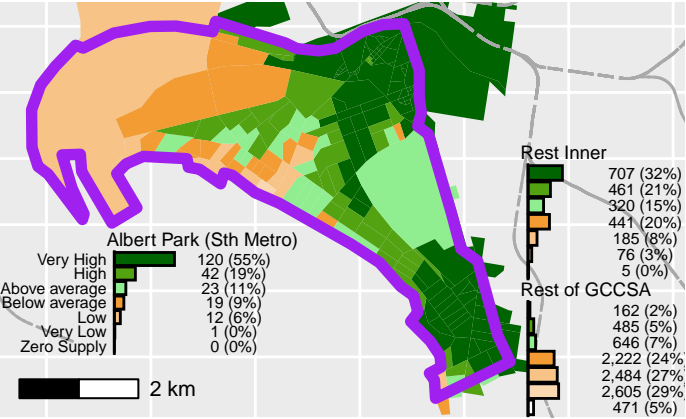 Rest Inner
707 (32%)
461 (21%)
320 (15%)
441 (20%)
185 (8%)
76 (3%)
5 (0%)
Albert Park (Sth Metro)
Very High 120 (55%)
High 42 (19%)
Above average 23 (11%)
Below average 19 (9%)
Low 12 (6%)
Very Low 1 (0%)
Zero Supply 0 (0%)
Rest of GCCSA
162 (2%)
485 (5%)
646 (7%)
2,222 (24%)
2,484 (27%)
2,605 (29%)
471 (5%)
2 km